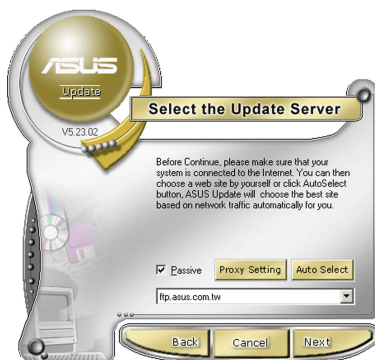 ASUS
Update
V5.23.02
Select the Update Server
Before Continue, please make sure that your
system is connected to the Internet. You can then
choose a web site by yourself or click AutoSelect
button, ASUS Update will choose the best site
based on network traffic automatically for you.
Passive
Proxy Setting
Auto Select
ftp.asus.com.tw
Back
Cancel
Next